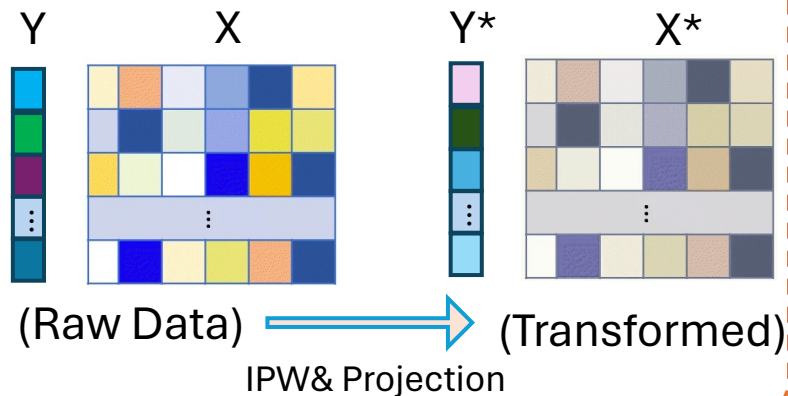 Y X Y* X*
⋮ ⋮ ⋮ ⋮
(Raw Data) (Transformed)
IPW& Projection